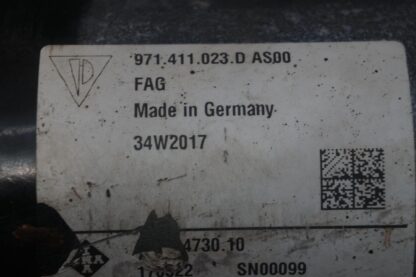 971.411.023.D AS00
FAG
Made in Germany
34W2017
4730.10
SN00099